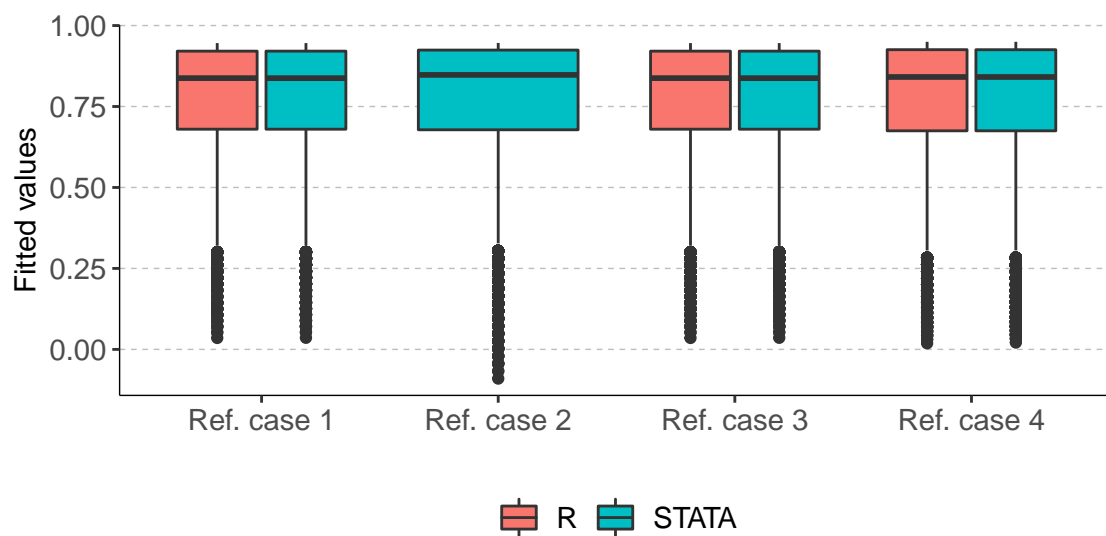 Fitted values
1.00
0.75
0.50
0.25
0.00
Ref. case 1 Ref. case 2 Ref. case 3 Ref. case 4
R STATA